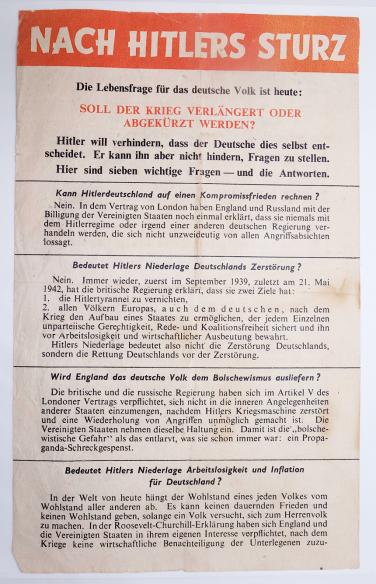 NACH HITLERS STURZ
Die Lebensfrage für das deutsche Volk ist heute:
SOLL DER KRIEG VERLÄNGERT ODER
ABGEKÜRZT WERDEN?
Hitler will verhindern, dass der Deutsche dies selbst ent-
scheidet. Er kann ihn aber nicht hindern, Fragen zu stellen.
Hier sind sieben wichtige Fragen — und die Antworten.
Kann Hitlerdeutschland auf einen Kompromissfrieden rechnen?
Nein. In dem Vertrag von London haben England und Russland mit der
Billigung der Vereinigten Staaten noch einmal erklärt, dass sie niemals mit
dem Hitlerregime oder irgend einer anderen deutschen Regierung ver-
handeln werden, die sich nicht unzweideutig von allen Angriffsabsichten
lossagt.
Bedeutet Hitlers Niederlage Deutschlands Zerstörung?
Nein. Immer wieder, zuerst im September 1939, zuletzt am 21. Mai
1942, hat die britische Regierung erklärt, dass sie zwei Ziele hat:
1. die Hitlertyrannei zu vernichten,
2. allen Völkern Europas, auch dem deutschen, nach dem
Krieg den Aufbau eines Staates zu ermöglichen, der jedem Einzelnen
unparteiische Gerechtigkeit, Rede- und Koalitionsfreiheit sichert und ihn
vor Arbeitslosigkeit und wirtschaftlicher Ausbeutung bewahrt.
Hitlers Niederlage bedeutet also nicht die Zerstörung Deutschlands,
sondern die Rettung Deutschlands vor der Zerstörung.
Wird England das deutsche Volk dem Bolschewismus ausliefern?
Die britische und die russische Regierung haben sich im Artikel V des
Londoner Vertrags verpflichtet, sich nicht in die inneren Angelegenheiten
anderer Staaten einzumengen, nachdem Hitlers Kriegsmaschine zerstört
und eine Wiederholung von Angriffen unmöglich gemacht ist. Die
Vereinigten Staaten nehmen dieselbe Haltung ein. Damit ist die „bolsche-
wistische Gefahr“ als das entlarvt, was sie schon immer war: ein Propa-
ganda-Schreckgespenst.
Bedeutet Hitlers Niederlage Arbeitslosigkeit und Inflation
für Deutschland?
In der Welt von heute hängt der Wohlstand eines jeden Volkes vom
Wohlstand aller anderen ab. Es kann keinen dauernden Frieden und
keinen Wohlstand geben, solange ein Volk versucht, sich zum Herrenvolk
zu machen. In der Roosevelt-Churchill-Erklärung haben sich England und
die Vereinigten Staaten in ihrem eigenen Interesse verpflichtet, nach dem
Kriege keine wirtschaftliche Benachteiligung der Unterlegenen zuzu-